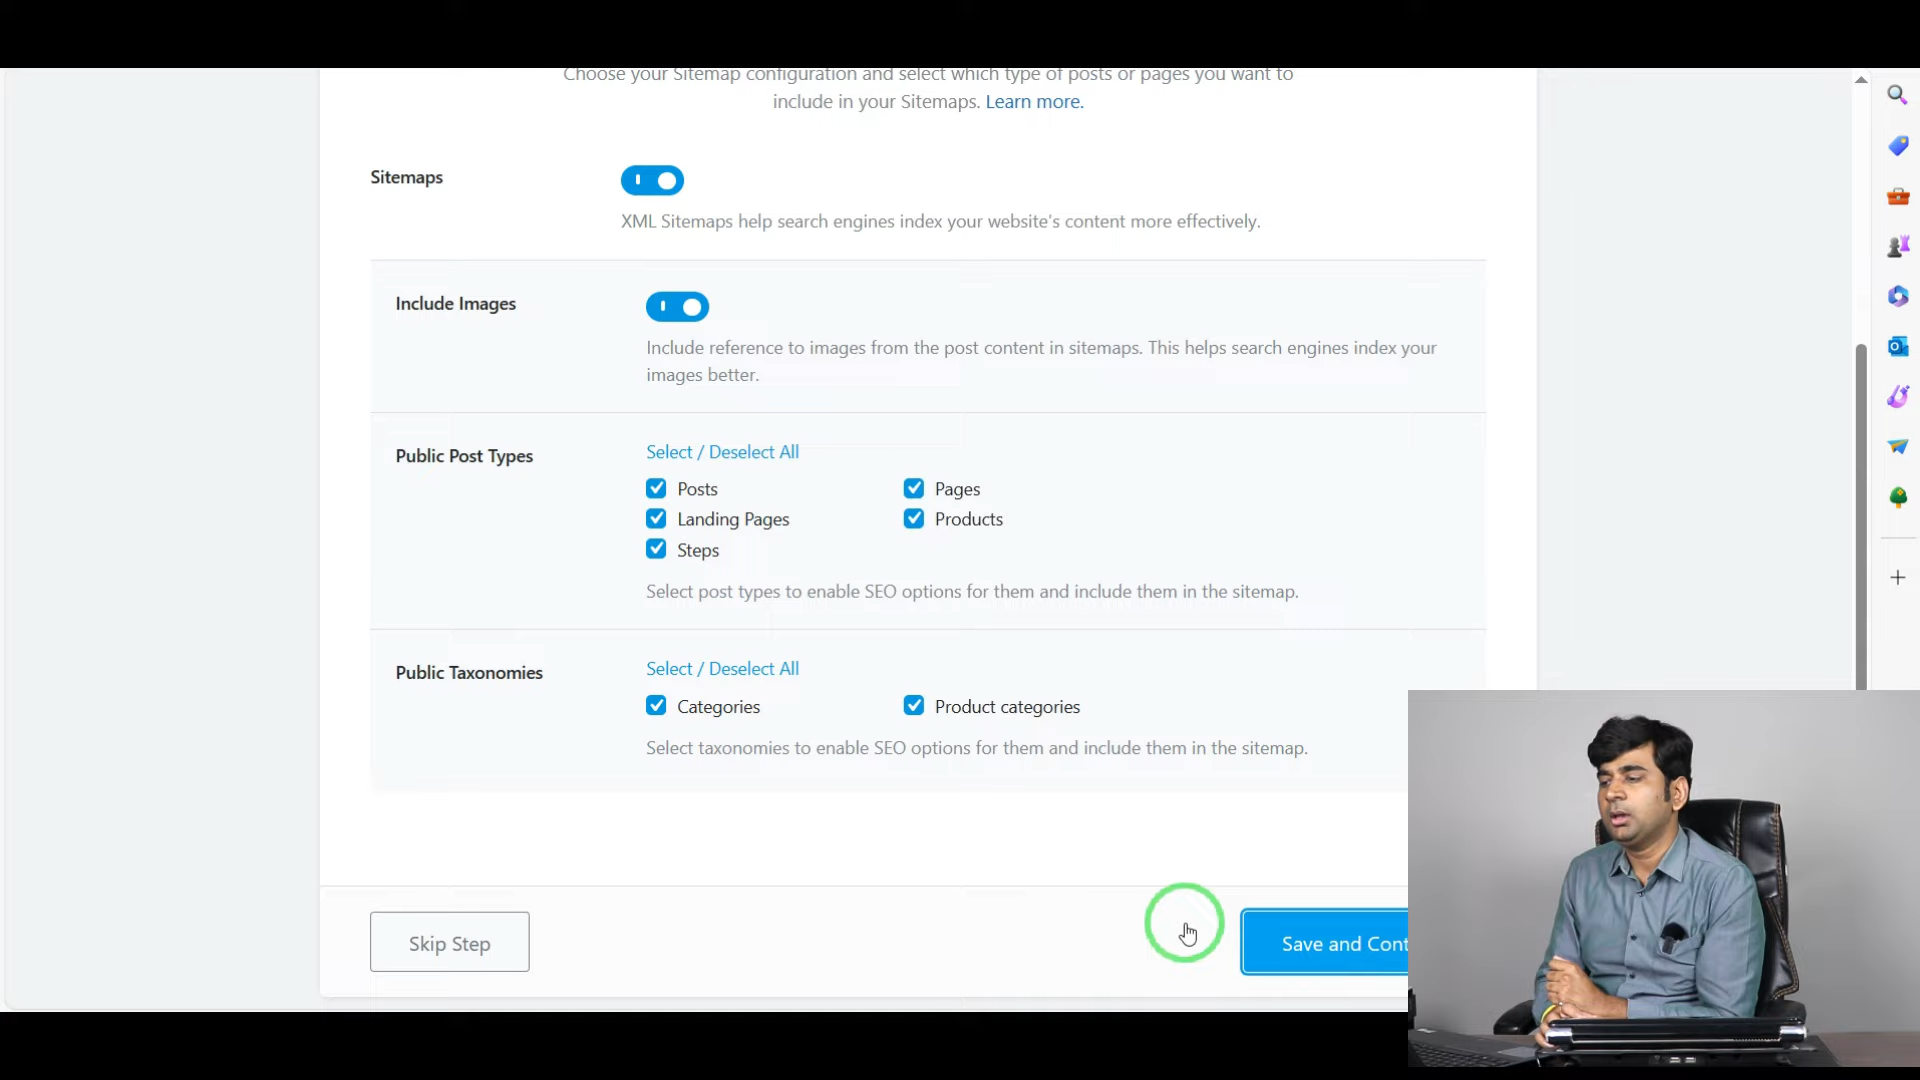 Choose your Sitemap configuration and select which type of posts or pages you want to
include in your Sitemaps. Learn more.
Sitemaps
XML Sitemaps help search engines index your website's content more effectively.
Include Images
Include reference to images from the post content in sitemaps. This helps search engines index your
images better.
Public Post Types
Select / Deselect All
Posts
Pages
Landing Pages
Products
Steps
Select post types to enable SEO options for them and include them in the sitemap.
Public Taxonomies
Select / Deselect All
Categories
Product categories
Select taxonomies to enable SEO options for them and include them in the sitemap.
Skip Step
Save and Cont